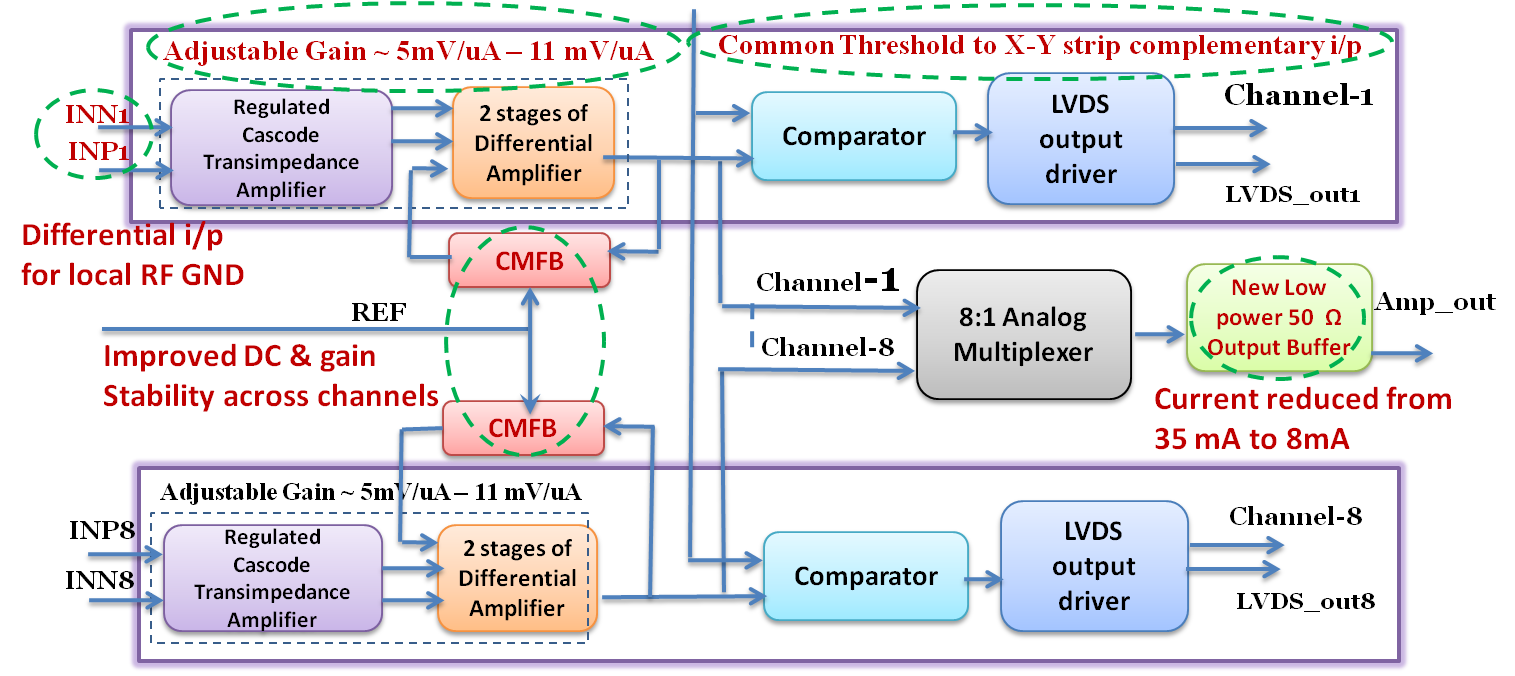 Adjustable Gain ~ 5mV/uA – 11 mV/uA
Common Threshold to X-Y strip complementary i/p
INN1
INP1
Regulated
Cascode
Transimpedance
Amplifier
2 stages of
Differential
Amplifier
Comparator
LVDS
output
driver
Channel-1
LVDS_out1
Differential i/p
for local RF GND
CMFB
REF
Improved DC & gain
Stability across channels
CMFB
Channel-1
Channel-8
8:1 Analog
Multiplexer
New Low
power 50 Ω
Output Buffer
Amp_out
Current reduced from
35 mA to 8mA
Adjustable Gain ~ 5mV/uA – 11 mV/uA
INP8
INN8
Regulated
Cascode
Transimpedance
Amplifier
2 stages of
Differential
Amplifier
Comparator
LVDS
output
driver
Channel-8
LVDS_out8